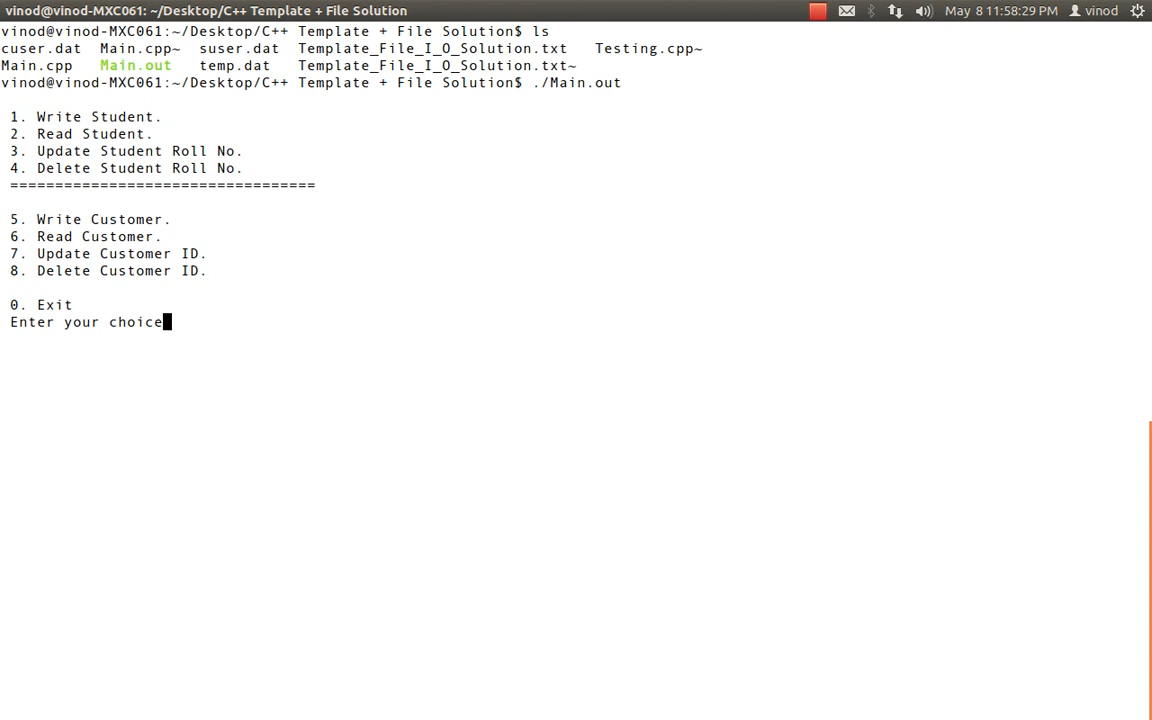 vinod@vinod-MXC061: ~/Desktop/C++ Template + File Solution May 8 11:58:29 PM vinod
vinod@vinod-MXC061:~/Desktop/C++ Template + File Solution$ ls
cuser.dat Main.cpp~ suser.dat Template_File_I_O_Solution.txt Testing.cpp~
Main.cpp Main.out temp.dat Template_File_I_O_Solution.txt~
vinod@vinod-MXC061:~/Desktop/C++ Template + File Solution$ ./Main.out
1. Write Student.
2. Read Student.
3. Update Student Roll No.
4. Delete Student Roll No.
==================================
5. Write Customer.
6. Read Customer.
7. Update Customer ID.
8. Delete Customer ID.
0. Exit
Enter your choice